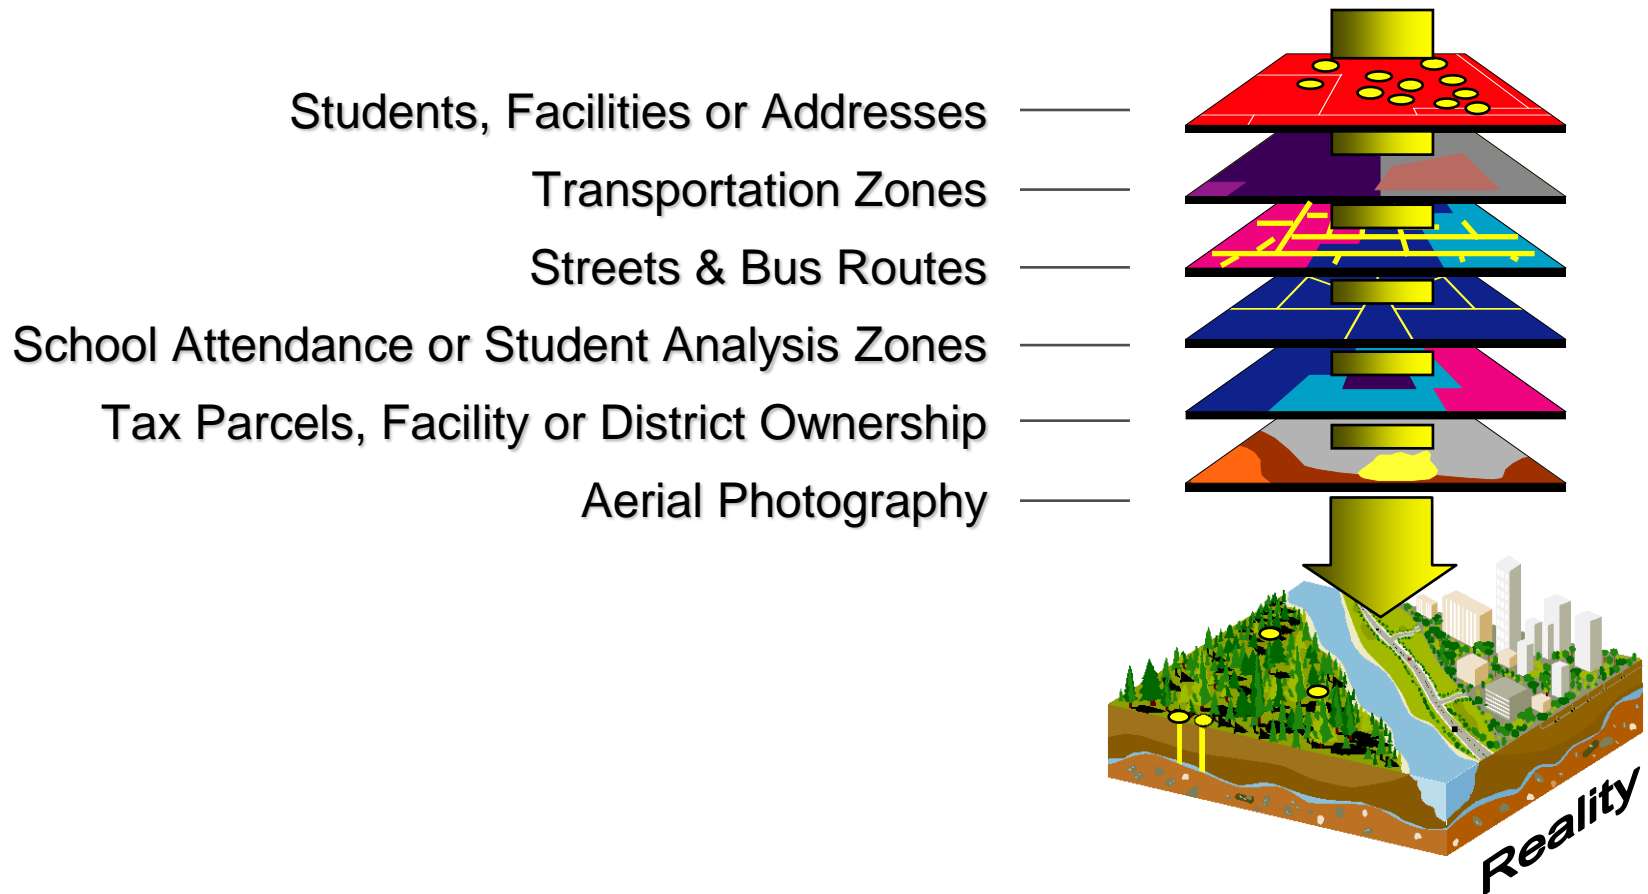 Students, Facilities or Addresses
Transportation Zones
Streets & Bus Routes
School Attendance or Student Analysis Zones
Tax Parcels, Facility or District Ownership
Aerial Photography
Reality